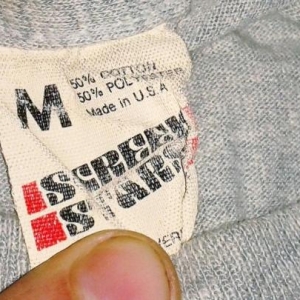 M
50% COTTON
50% POLYESTER
Made in U.S.A
SCREEN
STARS